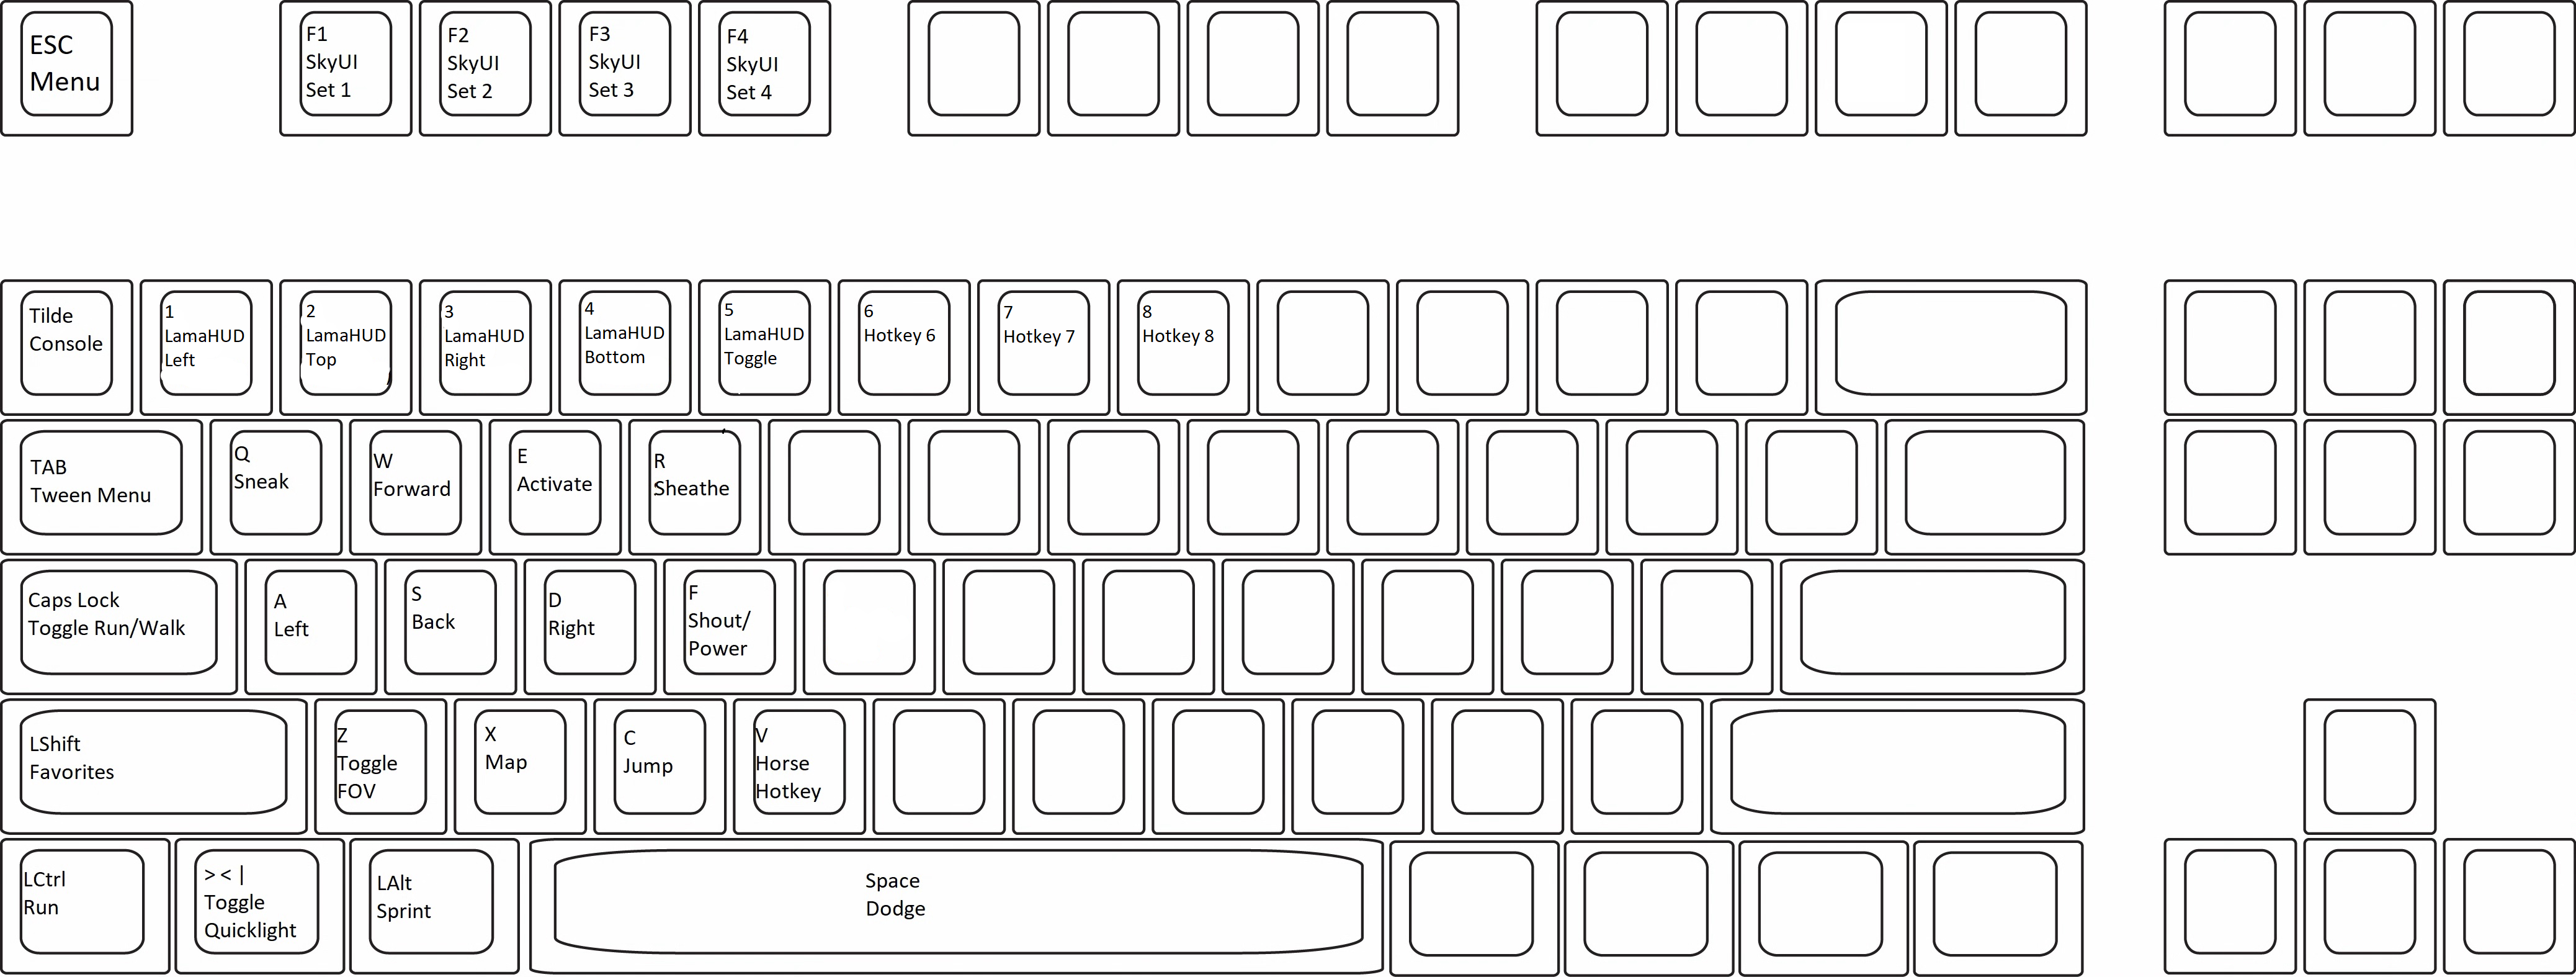 ESC
Menu
F1
SkyUI
Set 1
F2
SkyUI
Set 2
F3
SkyUI
Set 3
F4
SkyUI
Set 4
Tilde
Console
1
LamaHUD
Left
2
LamaHUD
Top
3
LamaHUD
Right
4
LamaHUD
Bottom
5
LamaHUD
Toggle
6
Hotkey 6
7
Hotkey 7
8
Hotkey 8
TAB
Tween Menu
Q
Sneak
W
Forward
E
Activate
R
Sheathe
Caps Lock
Toggle Run/Walk
A
Left
S
Back
D
Right
F
Shout/
Power
LShift
Favorites
Z
Toggle
FOV
X
Map
C
Jump
V
Horse
Hotkey
LCtrl
Run
> < |
Toggle
Quicklight
LAlt
Sprint
Space
Dodge